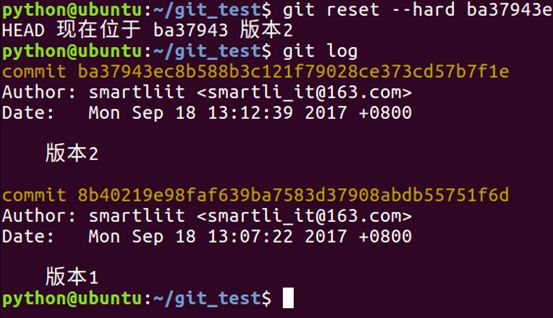 python@ubuntu:~/git_test$ git reset --hard ba37943e
HEAD 现在位于 ba37943 版本2
python@ubuntu:~/git_test$ git log
commit ba37943ec8b588b3c121f79028ce373cd57b7f1e
Author: smartliit <smartli_it@163.com>
Date:   Mon Sep 18 13:12:39 2017 +0800
版本2
commit 8b40219e98faf639ba7583d37908abdb55751f6d
Author: smartliit <smartli_it@163.com>
Date:   Mon Sep 18 13:07:22 2017 +0800
版本1
python@ubuntu:~/git_test$